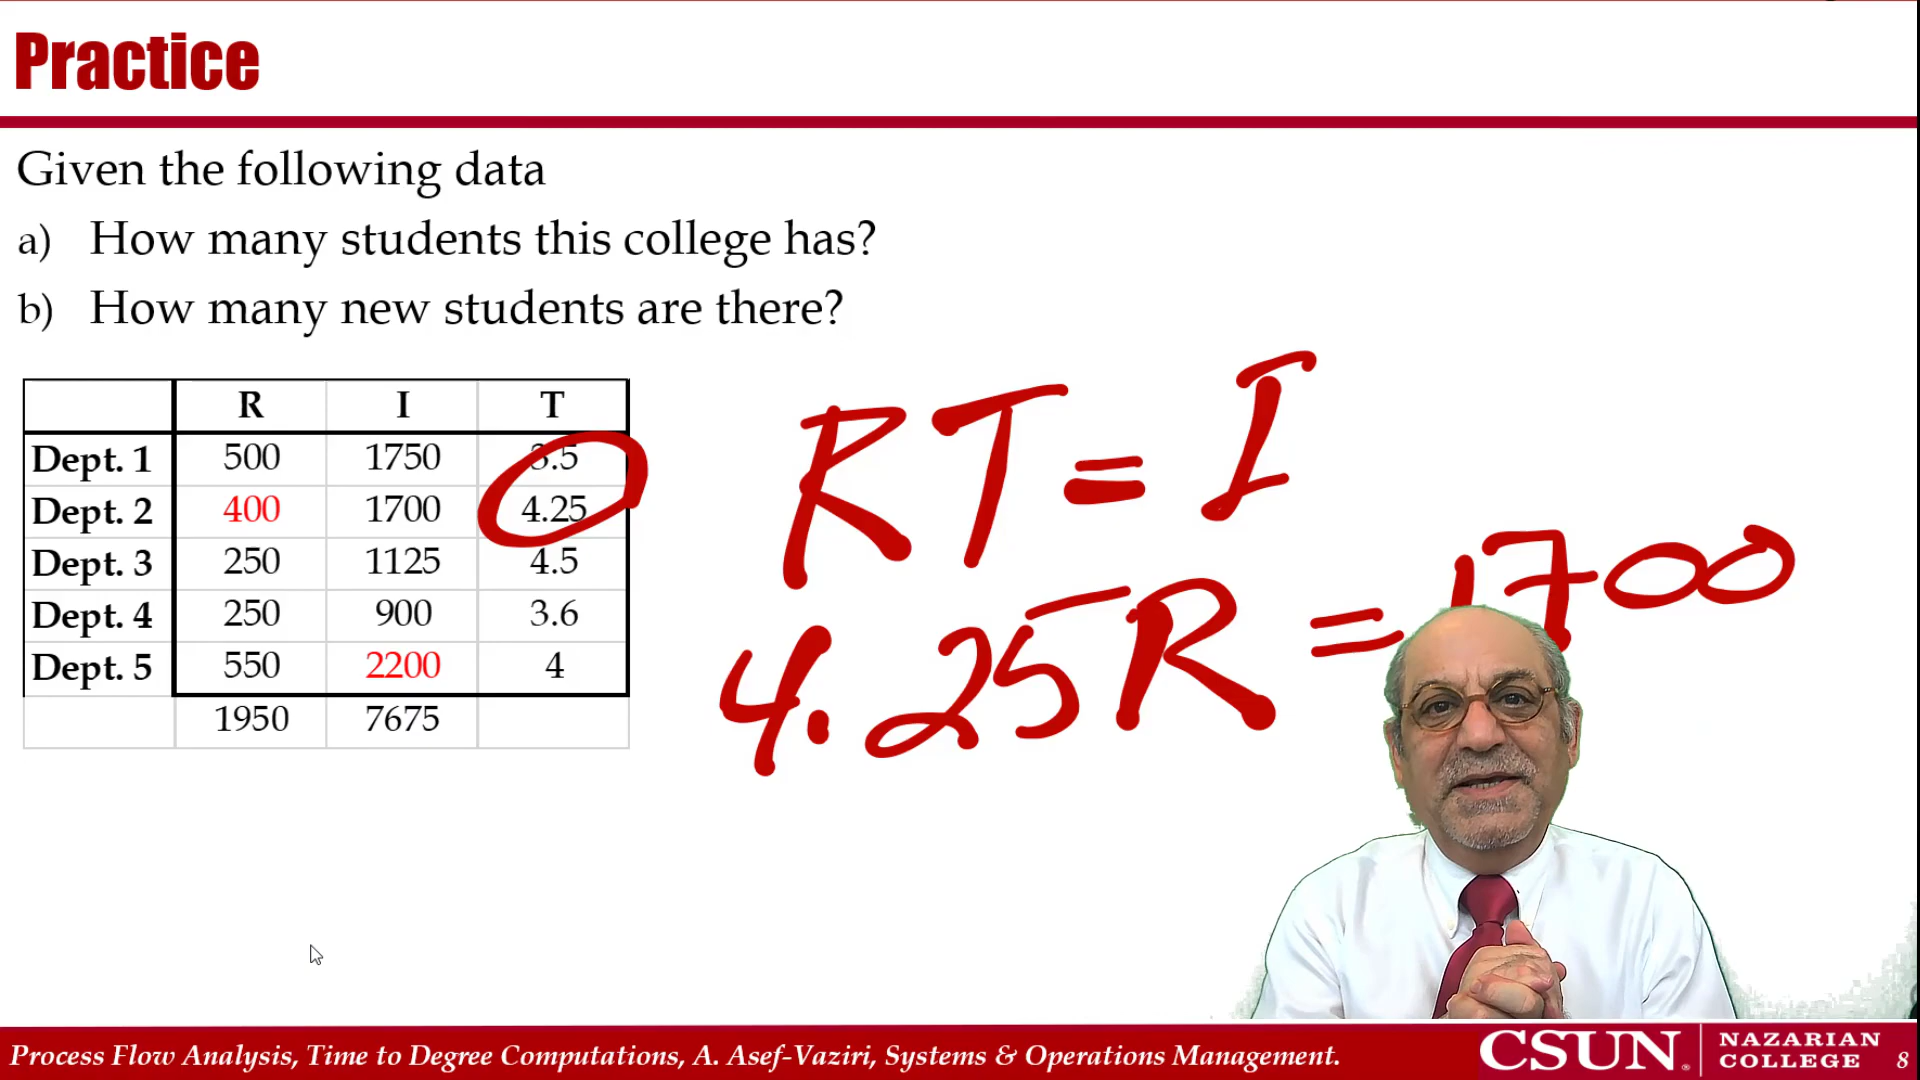 Practice
Given the following data
a) How many students this college has?
b) How many new students are there?
R I T
Dept. 1 500 1750 3.5
Dept. 2 400 1700 4.25
Dept. 3 250 1125 4.5
Dept. 4 250 900 3.6
Dept. 5 550 2200 4
1950 7675
RT = I
4.25R = 1700
Process Flow Analysis, Time to Degree Computations, A. Asef-Vaziri, Systems & Operations Management.
CSUN. NAZARIAN
COLLEGE 8